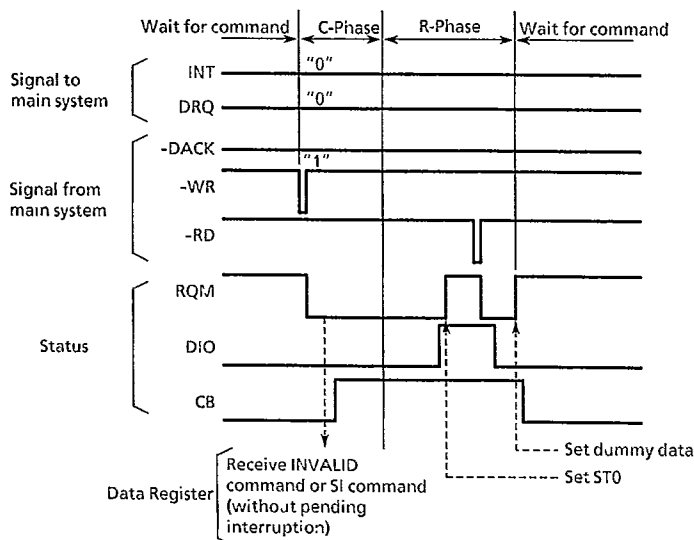 Wait for command
C-Phase
R-Phase
Wait for command
Signal to
main system
INT
"0"
DRQ
"0"
Signal from
main system
-DACK
"1"
-WR
-RD
Status
RQM
DIO
CB
Data Register
Receive INVALID
command or SI command
(without pending
interruption)
Set dummy data
Set ST0